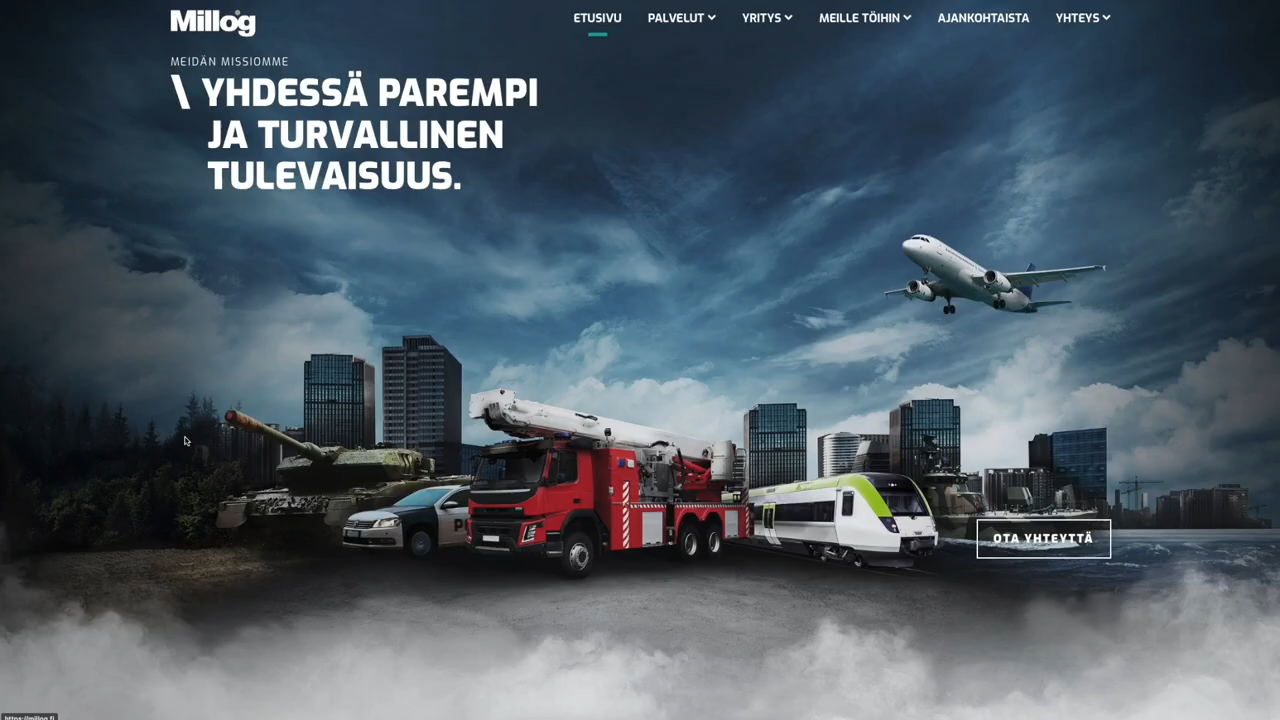 Millog
ETUSIVU
PALVELUT
YRITYS
MEILLE TÖIHIN
AJANKOHTAISTA
YHTEYS
MEIDÄN MISSIOMME
\ YHDESSÄ PAREMPI
JA TURVALLINEN
TULEVAISUUS.
OTA YHTEYTTÄ
https://millog.fi